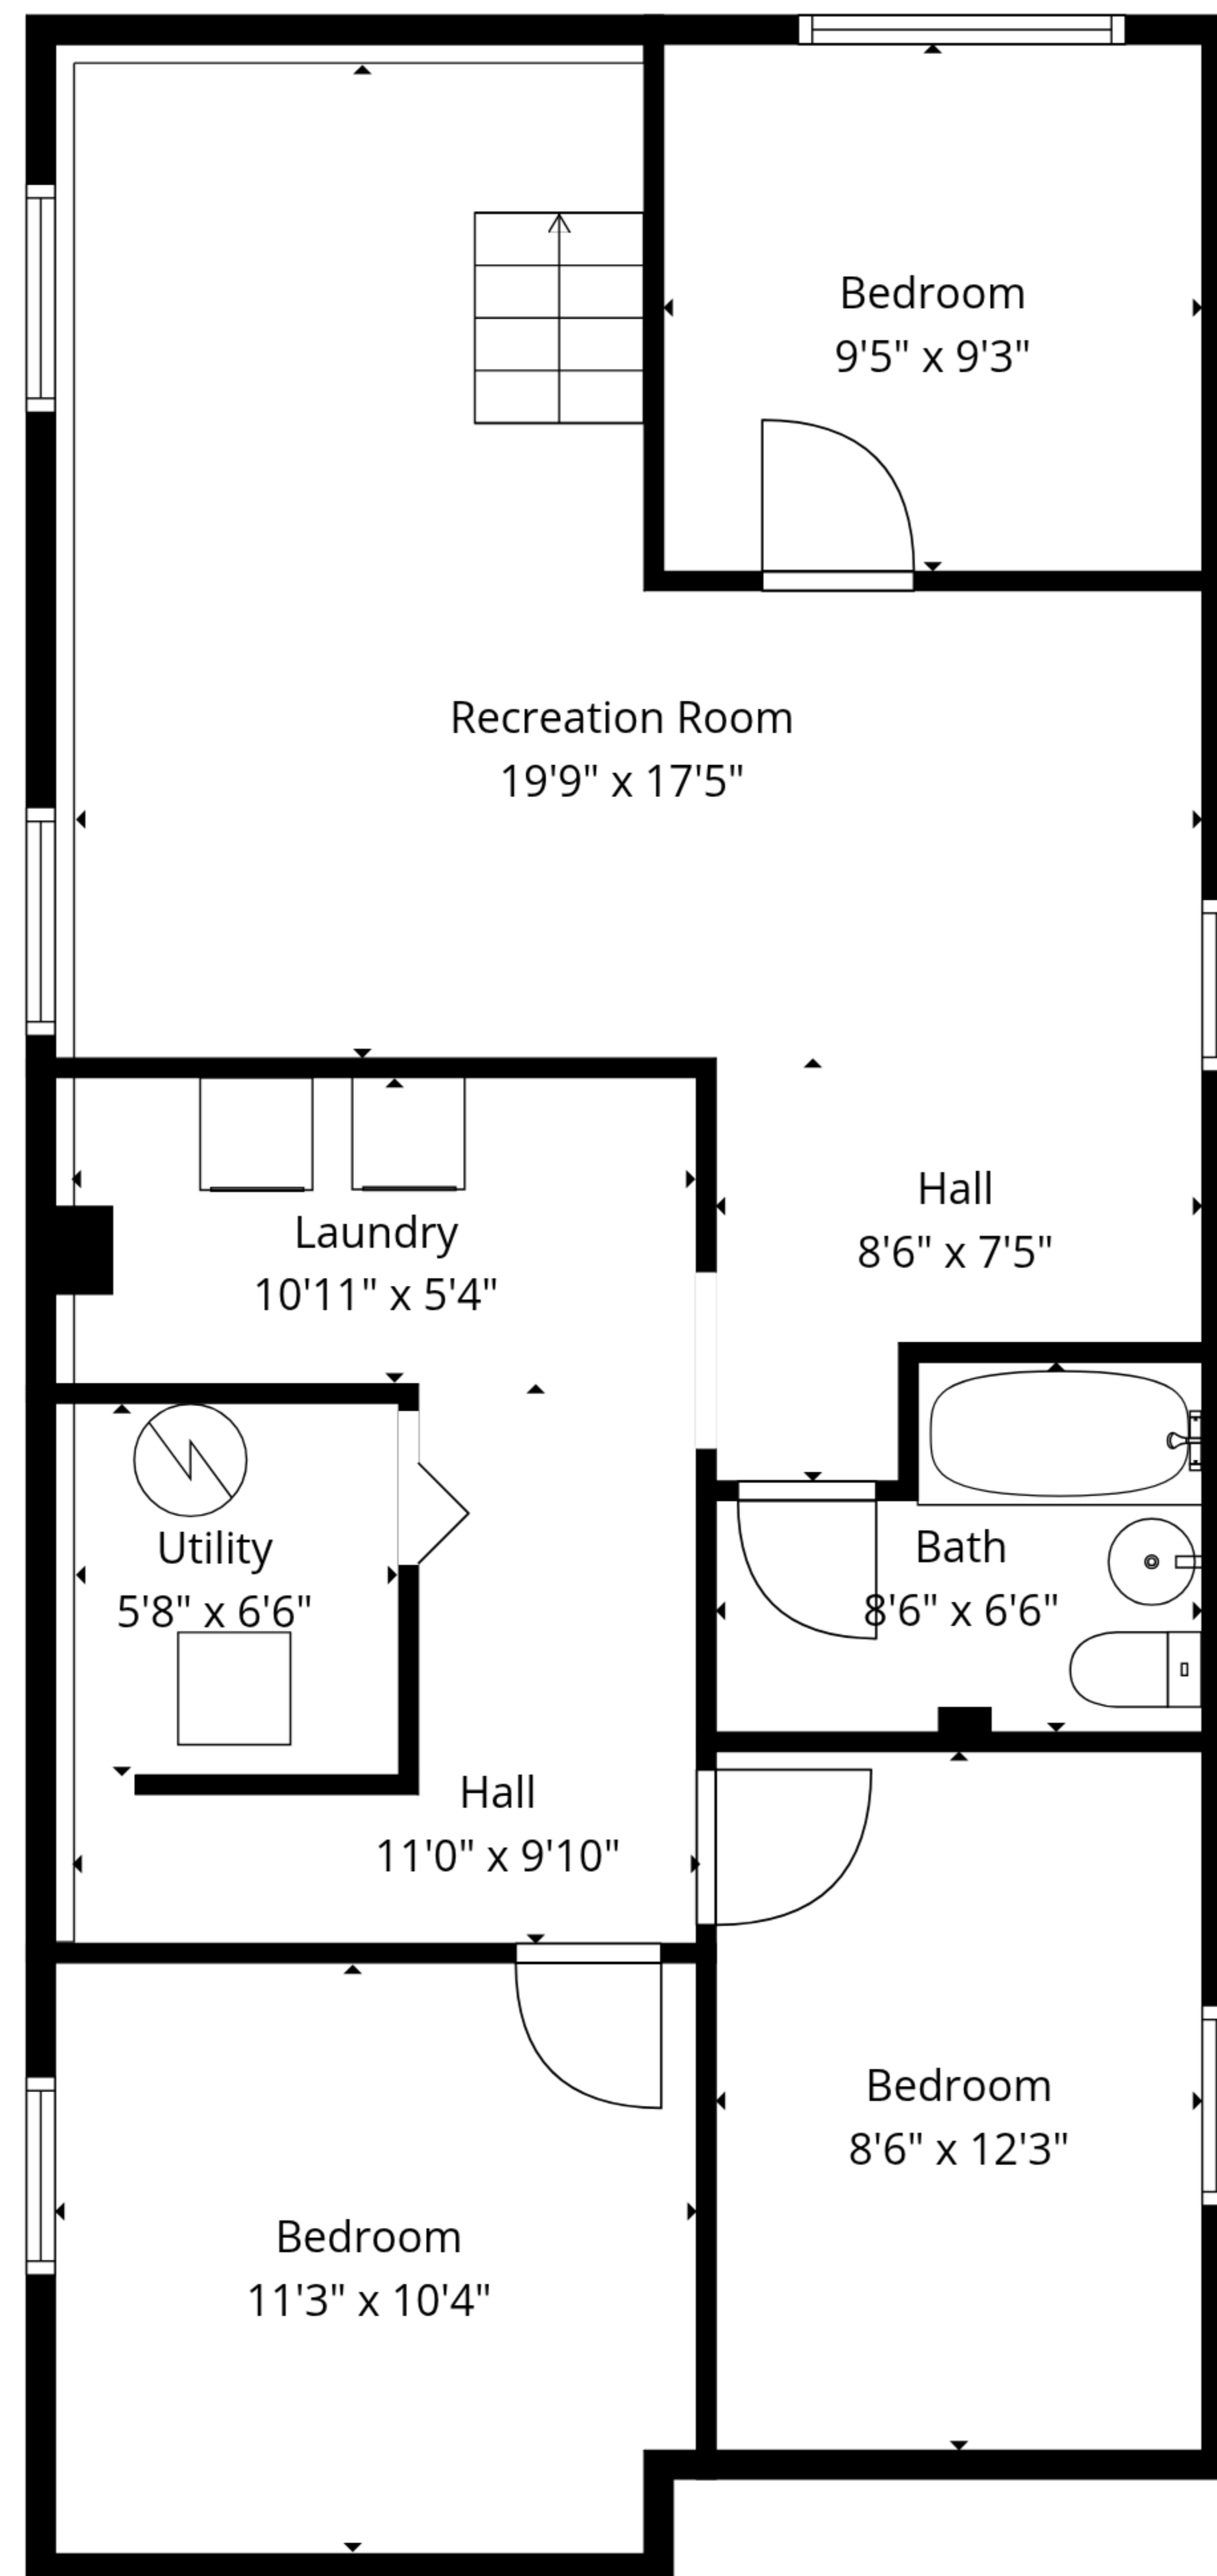 Bedroom
9'5" x 9'3"
Recreation Room
19'9" x 17'5"
Hall
8'6" x 7'5"
Laundry
10'11" x 5'4"
Utility
5'8" x 6'6"
Bath
8'6" x 6'6"
Hall
11'0" x 9'10"
Bedroom
8'6" x 12'3"
Bedroom
11'3" x 10'4"